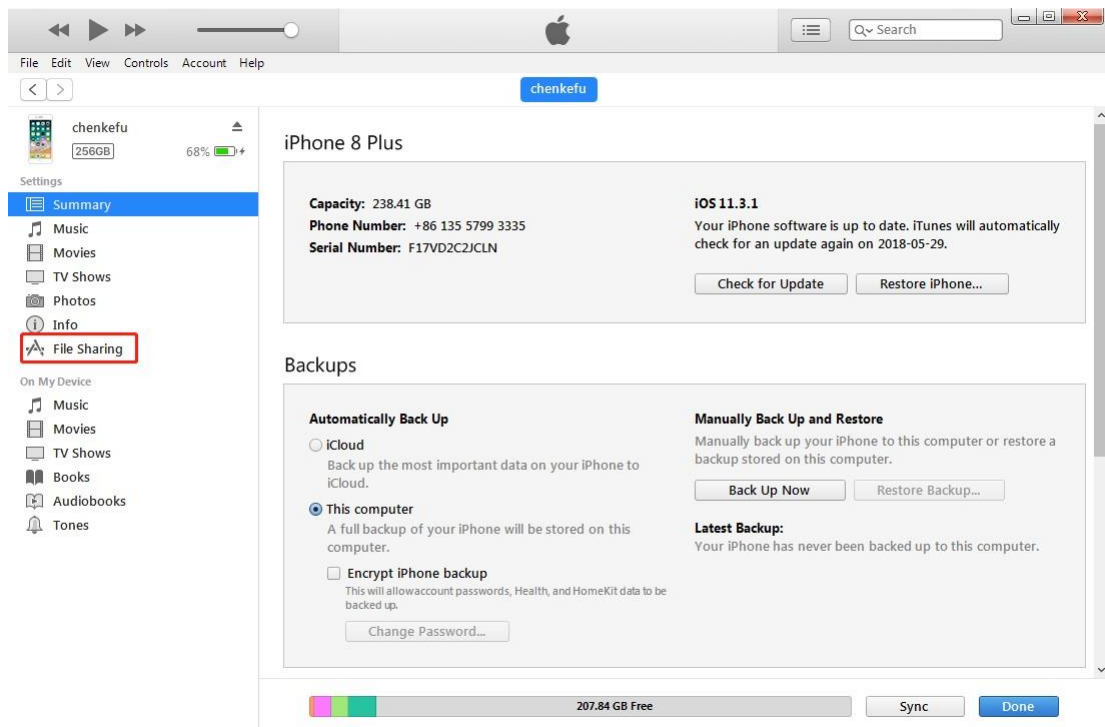 Search
File Edit View Controls Account Help
chenkefu
chenkefu
256GB
68%
Settings
Summary
Music
Movies
TV Shows
Photos
Info
File Sharing
On My Device
Music
Movies
TV Shows
Books
Audiobooks
Tones
iPhone 8 Plus
Capacity: 238.41 GB
Phone Number: +86 135 5799 3335
Serial Number: F17VD2C2JCLN
iOS 11.3.1
Your iPhone software is up to date. iTunes will automatically
check for an update again on 2018-05-29.
Check for Update
Restore iPhone...
Backups
Automatically Back Up
iCloud
Back up the most important data on your iPhone to
iCloud.
This computer
A full backup of your iPhone will be stored on this
computer.
Encrypt iPhone backup
This will allowaccount passwords, Health, and HomeKit data to be
backed up.
Change Password...
Manually Back Up and Restore
Manually back up your iPhone to this computer or restore a
backup stored on this computer.
Back Up Now
Restore Backup...
Latest Backup:
Your iPhone has never been backed up to this computer.
207.84 GB Free
Sync
Done